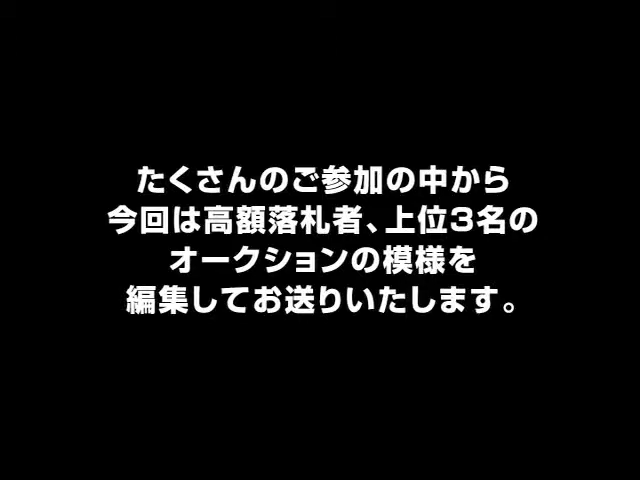 たくさんのご参加の中から
今回は高額落札者、上位3名の
オークションの模様を
編集してお送りいたします。